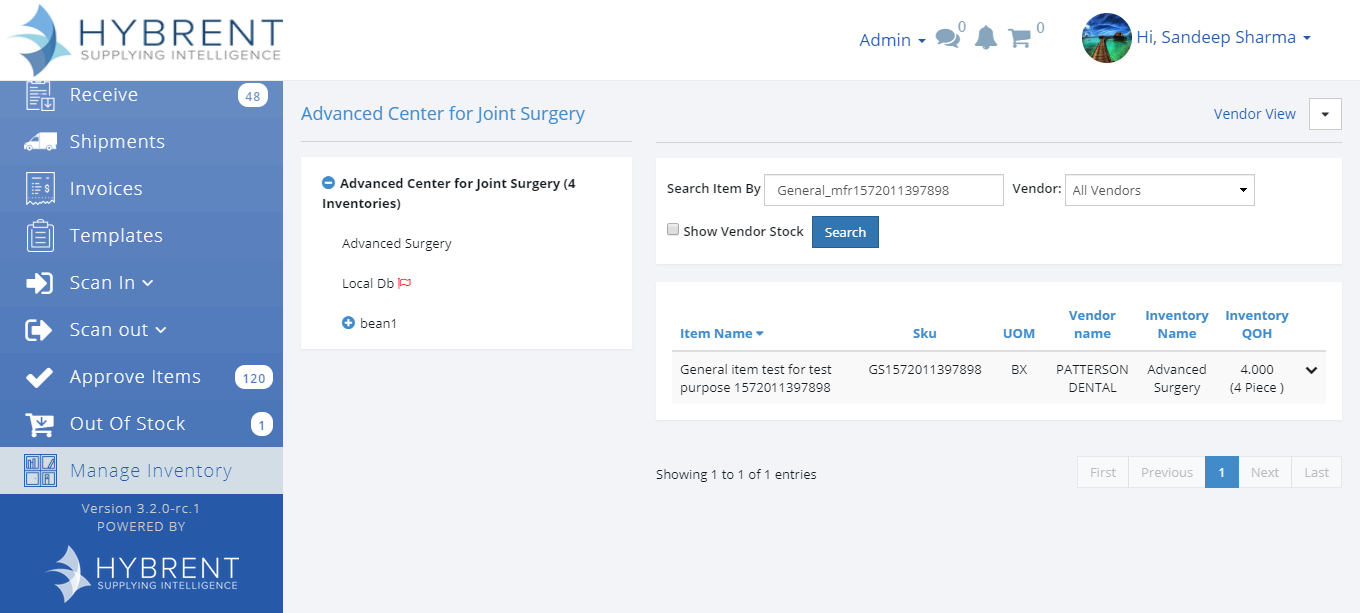 HYBRENT
SUPPLYING INTELLIGENCE
Admin
0
0
Hi, Sandeep Sharma
Receive 48
Shipments
Invoices
Templates
Scan In
Scan out
Approve Items 120
Out Of Stock 1
Manage Inventory
Version 3.2.0-rc.1
POWERED BY
HYBRENT
SUPPLYING INTELLIGENCE
Advanced Center for Joint Surgery
Vendor View
Advanced Center for Joint Surgery (4
Inventories)
Advanced Surgery
Local Db
bean1
Search Item By General_mfr1572011397898 Vendor: All Vendors
Show Vendor Stock Search
Item Name Sku UOM Vendor name Inventory Name Inventory QOH
General item test for test GS1572011397898 BX PATTERSON Advanced 4.000
purpose 1572011397898 DENTAL Surgery (4 Piece )
Showing 1 to 1 of 1 entries
First Previous 1 Next Last